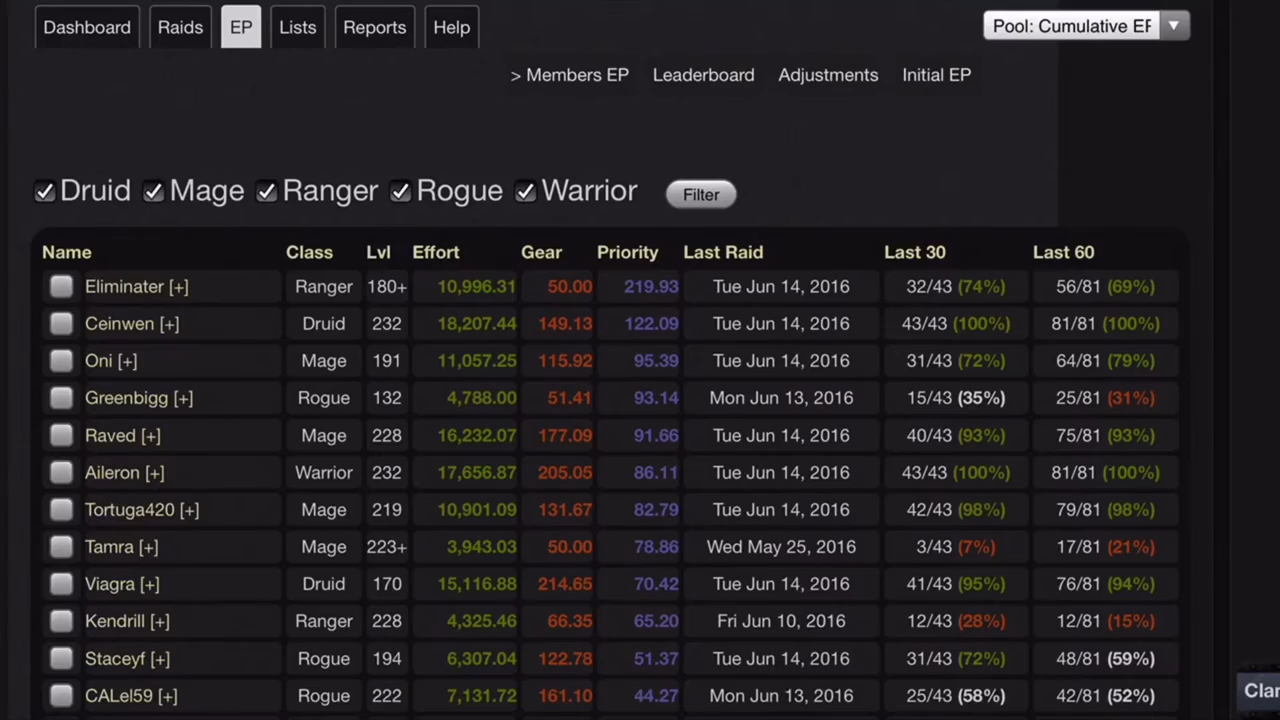 Dashboard Raids EP Lists Reports Help Pool: Cumulative EF
> Members EP Leaderboard Adjustments Initial EP
Druid Mage Ranger Rogue Warrior Filter
Name Class Lvl Effort Gear Priority Last Raid Last 30 Last 60
Eliminater [+] Ranger 180+ 10,996.31 50.00 219.93 Tue Jun 14, 2016 32/43 (74%) 56/81 (69%)
Ceinwen [+] Druid 232 18,207.44 149.13 122.09 Tue Jun 14, 2016 43/43 (100%) 81/81 (100%)
Oni [+] Mage 191 11,057.25 115.92 95.39 Tue Jun 14, 2016 31/43 (72%) 64/81 (79%)
Greenbigg [+] Rogue 132 4,788.00 51.41 93.14 Mon Jun 13, 2016 15/43 (35%) 25/81 (31%)
Raved [+] Mage 228 16,232.07 177.09 91.66 Tue Jun 14, 2016 40/43 (93%) 75/81 (93%)
Aileron [+] Warrior 232 17,656.87 205.05 86.11 Tue Jun 14, 2016 43/43 (100%) 81/81 (100%)
Tortuga420 [+] Mage 219 10,901.09 131.67 82.79 Tue Jun 14, 2016 42/43 (98%) 79/81 (98%)
Tamra [+] Mage 223+ 3,943.03 50.00 78.86 Wed May 25, 2016 3/43 (7%) 17/81 (21%)
Viagra [+] Druid 170 15,116.88 214.65 70.42 Tue Jun 14, 2016 41/43 (95%) 76/81 (94%)
Kendrill [+] Ranger 228 4,325.46 66.35 65.20 Fri Jun 10, 2016 12/43 (28%) 12/81 (15%)
Staceyf [+] Rogue 194 6,307.04 122.78 51.37 Tue Jun 14, 2016 31/43 (72%) 48/81 (59%)
CALel59 [+] Rogue 222 7,131.72 161.10 44.27 Mon Jun 13, 2016 25/43 (58%) 42/81 (52%)
Clan